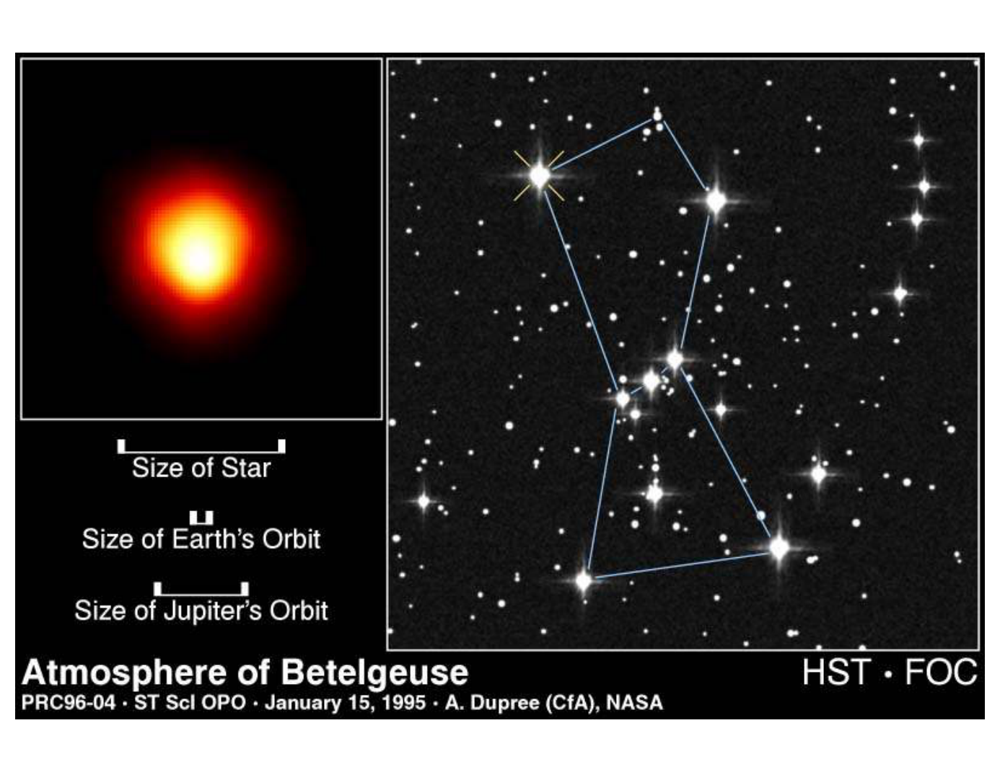 Size of Star
Size of Earth's Orbit
Size of Jupiter's Orbit
Atmosphere of Betelgeuse
HST • FOC
PRC96-04 • ST ScI OPO • January 15, 1995 • A. Dupree (CfA), NASA